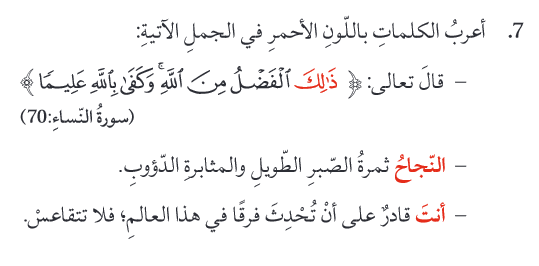 7. أعربُ الكلماتِ باللّونِ الأحمرِ في الجملِ الآتيةِ:
– قالَ تعالى: ﴿ ذَٰلِكَ ٱلۡفَضۡلُ مِنَ ٱللَّهِۚ وَكَفَىٰ بِٱللَّهِ عَلِيمٗا ﴾
(سورةُ النّساءِ:70)
– النّجاحُ ثمرةُ الصّبرِ الطّويلِ والمثابرةِ الدّؤوبِ.
– أنتَ قادرٌ على أنْ تُحْدِثَ فرقًا في هذا العالمِ؛ فلا تتقاعسْ.